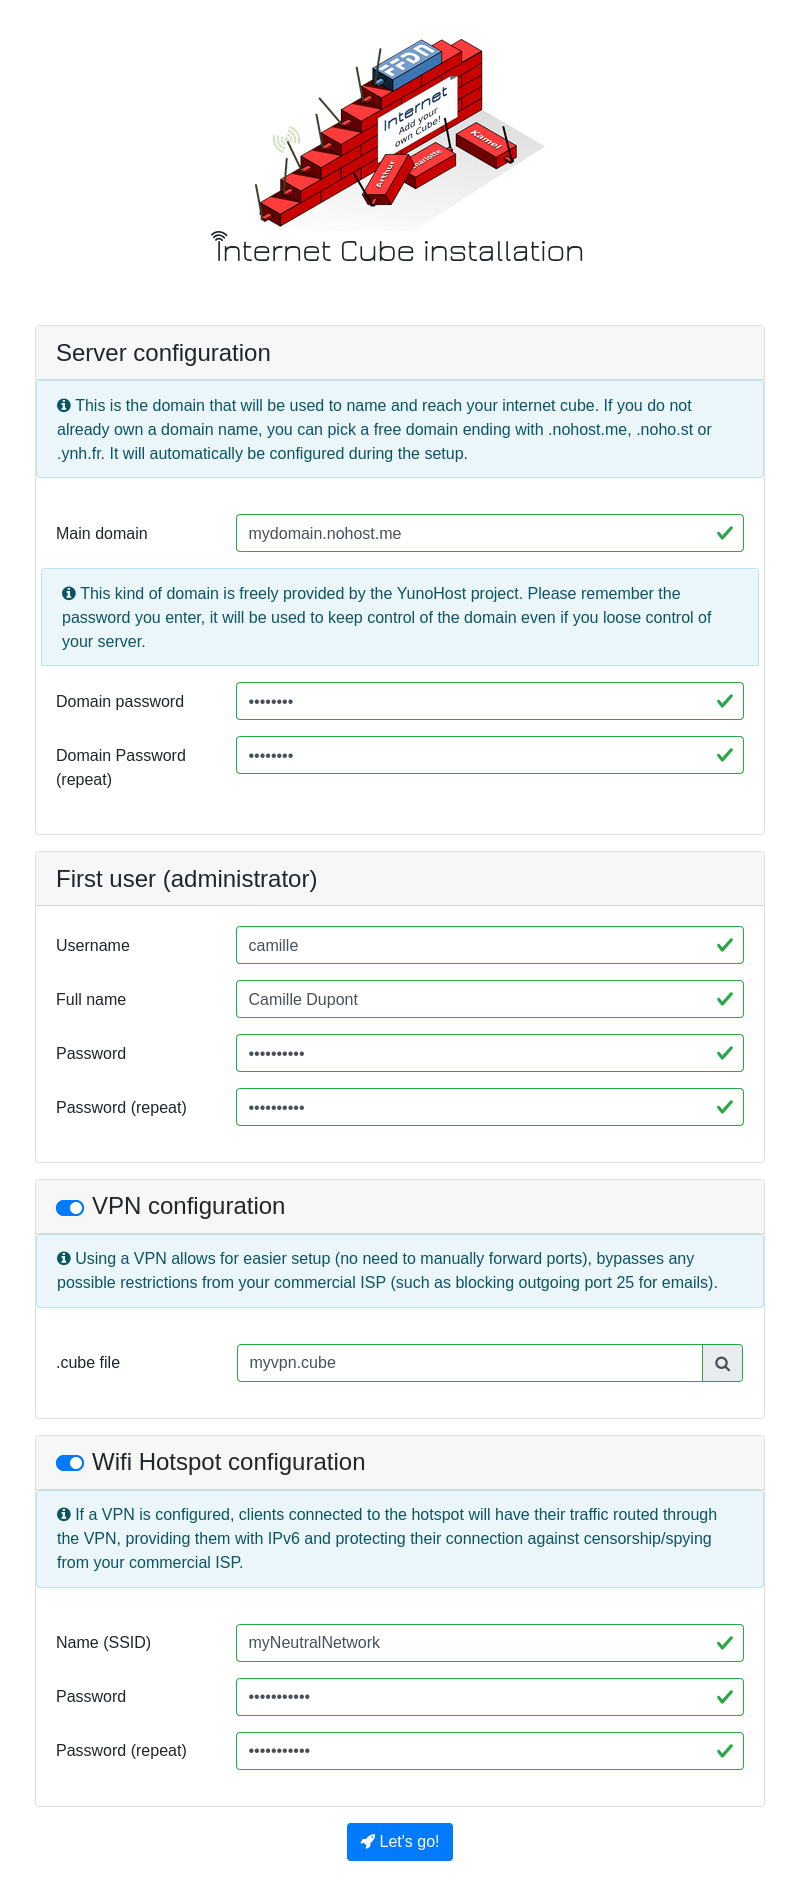 FFDN
Internet
Add your
own Cube!
Kamel
Charlotte
Arthur
Internet Cube installation
Server configuration
This is the domain that will be used to name and reach your internet cube. If you do not
already own a domain name, you can pick a free domain ending with .nohost.me, .noho.st or
.ynh.fr. It will automatically be configured during the setup.
Main domain mydomain.nohost.me
This kind of domain is freely provided by the YunoHost project. Please remember the
password you enter, it will be used to keep control of the domain even if you loose control of
your server.
Domain password ••••••••
Domain Password ••••••••
(repeat)
First user (administrator)
Username camille
Full name Camille Dupont
Password ••••••••••
Password (repeat) ••••••••••
VPN configuration
Using a VPN allows for easier setup (no need to manually forward ports), bypasses any
possible restrictions from your commercial ISP (such as blocking outgoing port 25 for emails).
.cube file myvpn.cube
Wifi Hotspot configuration
If a VPN is configured, clients connected to the hotspot will have their traffic routed through
the VPN, providing them with IPv6 and protecting their connection against censorship/spying
from your commercial ISP.
Name (SSID) myNeutralNetwork
Password •••••••••••
Password (repeat) •••••••••••
Let's go!